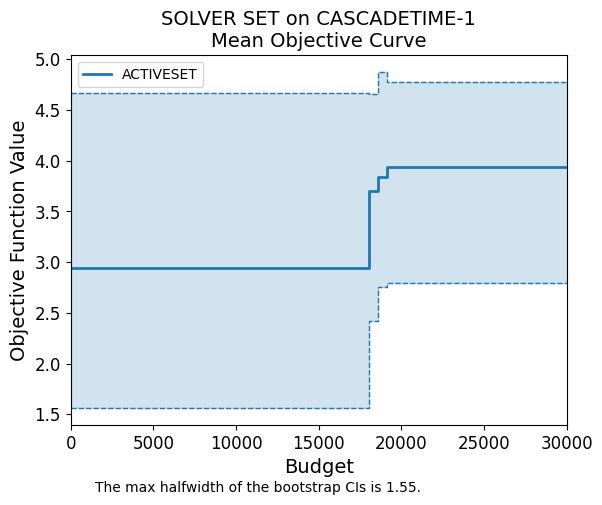 SOLVER SET on CASCADETIME-1
Mean Objective Curve
ACTIVESET
Objective Function Value
5.0
4.5
4.0
3.5
3.0
2.5
2.0
1.5
0 5000 10000 15000 20000 25000 30000
Budget
The max halfwidth of the bootstrap CIs is 1.55.